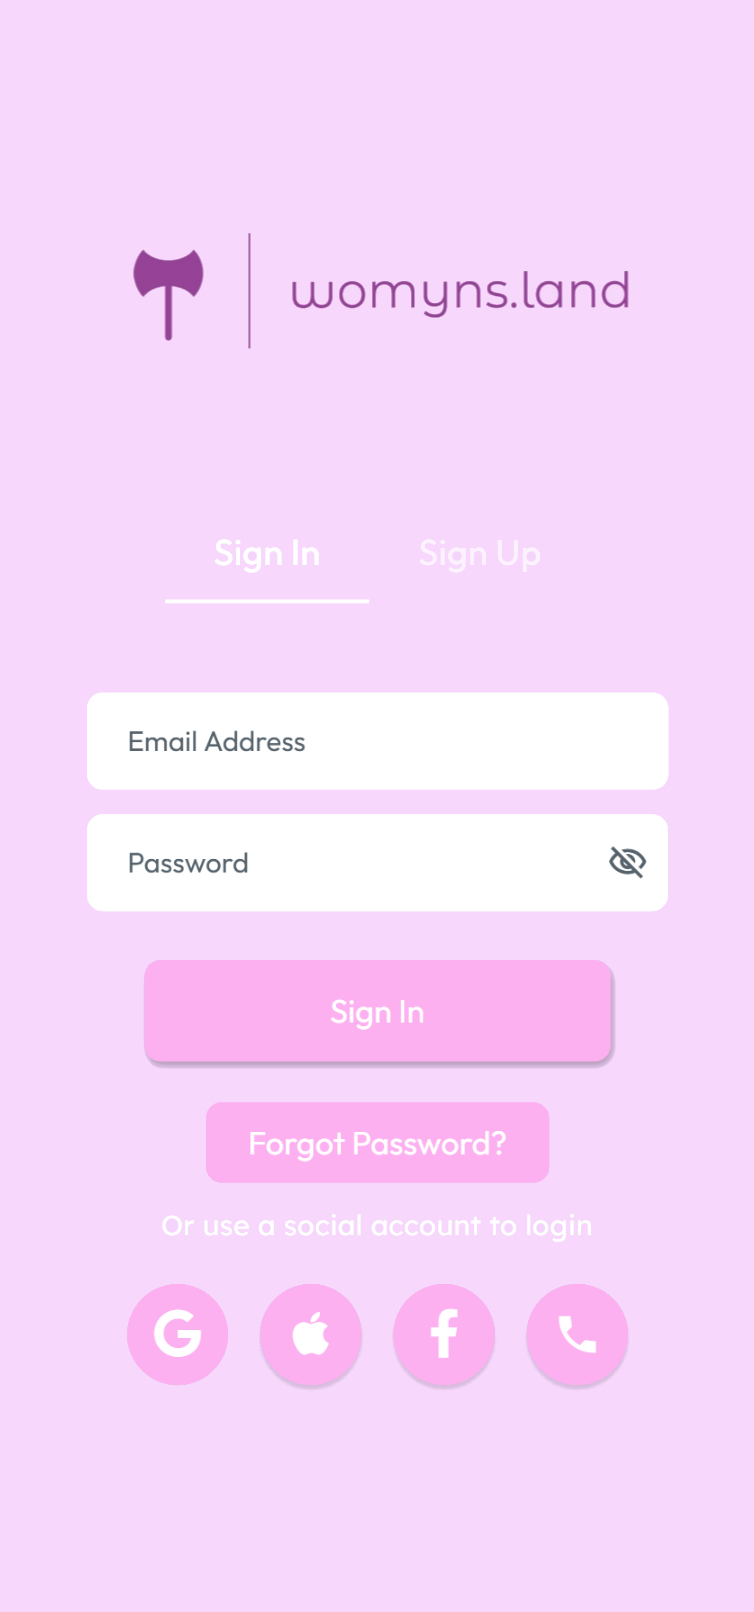 womyns.land
Sign In Sign Up
Email Address
Password
Sign In
Forgot Password?
Or use a social account to login